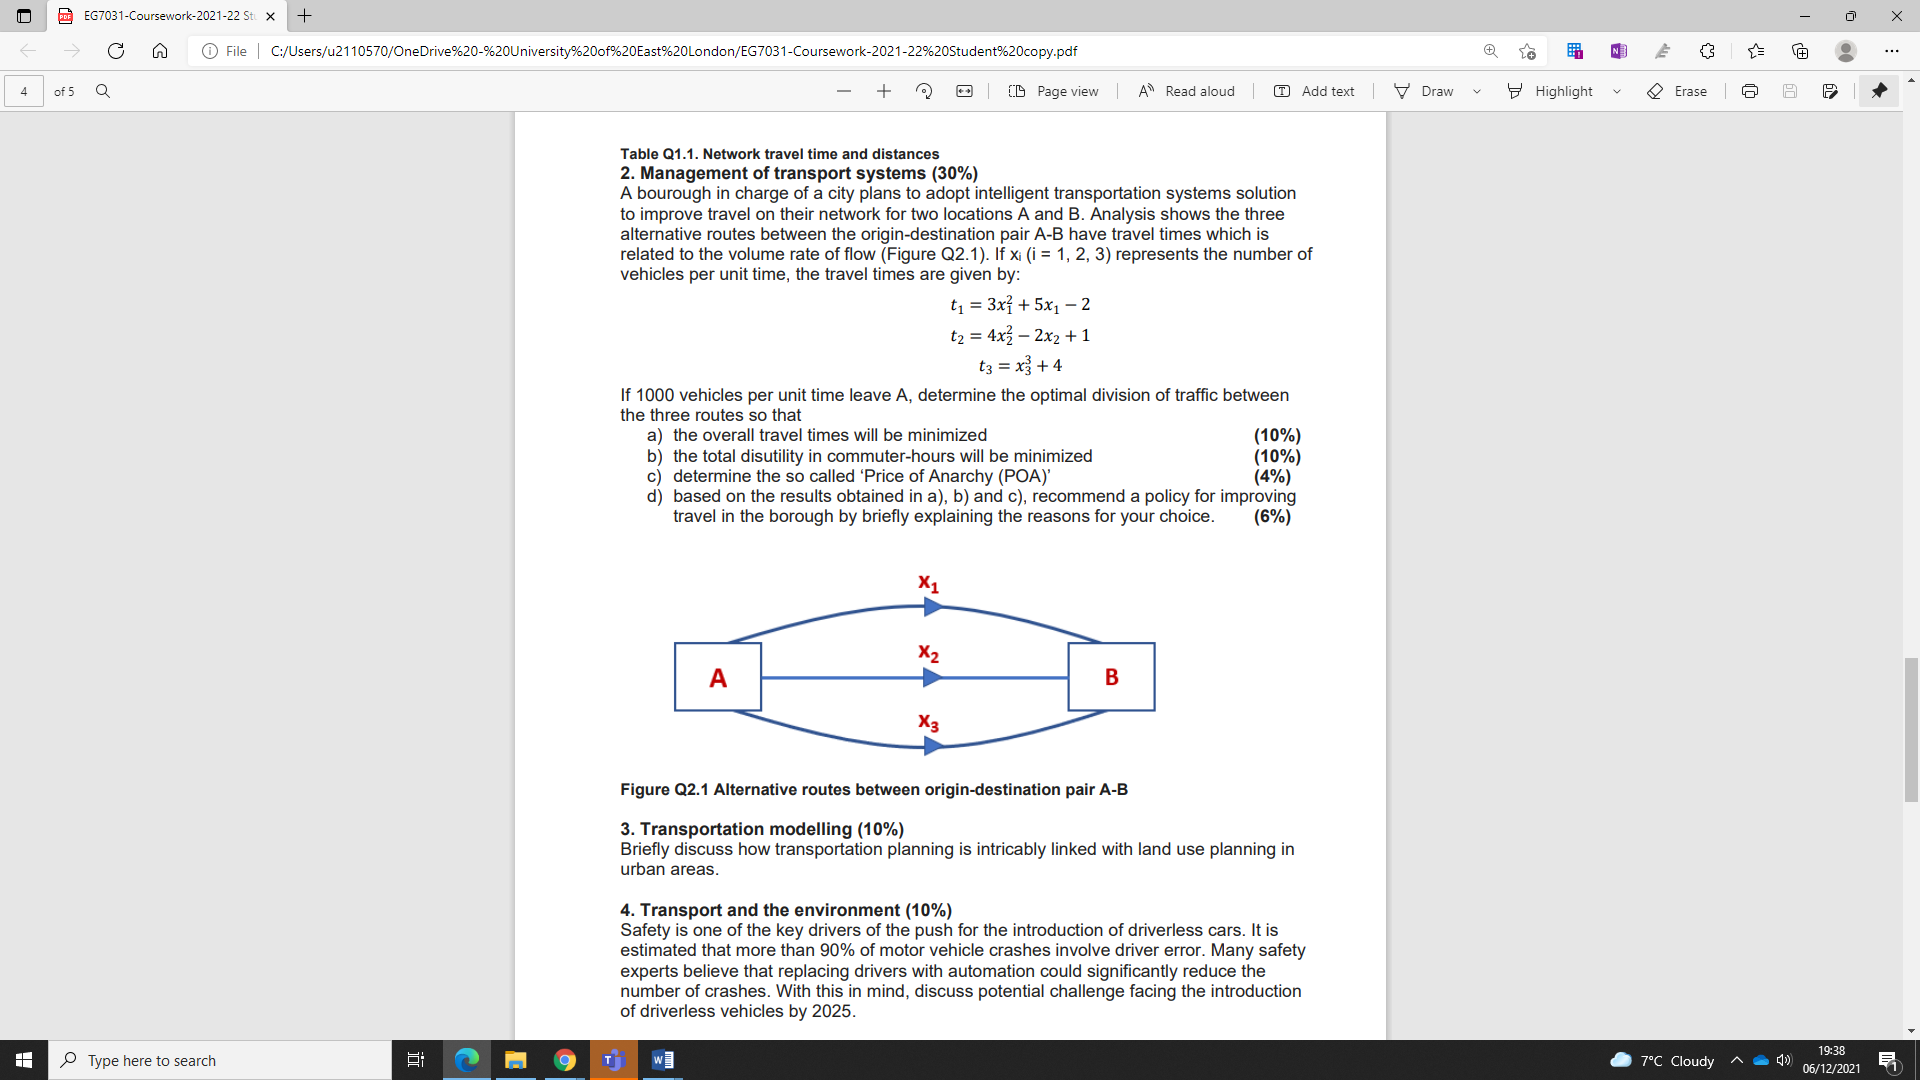 EG7031-Coursework-2021-22 St
File
C:/Users/u2110570/OneDrive%20-%20University%20of%20East%20London/EG7031-Coursework-2021-22%20Student%20copy.pdf
4 of 5
Page view
Read aloud
Add text
Draw
Highlight
Erase
Table Q1.1. Network travel time and distances
2. Management of transport systems (30%)
A bourough in charge of a city plans to adopt intelligent transportation systems solution
to improve travel on their network for two locations A and B. Analysis shows the three
alternative routes between the origin-destination pair A-B have travel times which is
related to the volume rate of flow (Figure Q2.1). If xᵢ (i = 1, 2, 3) represents the number of
vehicles per unit time, the travel times are given by:
t₁ = 3x₁² + 5x₁ − 2
t₂ = 4x₂² − 2x₂ + 1
t₃ = x₃³ + 4
If 1000 vehicles per unit time leave A, determine the optimal division of traffic between
the three routes so that
a) the overall travel times will be minimized (10%)
b) the total disutility in commuter-hours will be minimized (10%)
c) determine the so called ‘Price of Anarchy (POA)’ (4%)
d) based on the results obtained in a), b) and c), recommend a policy for improving
travel in the borough by briefly explaining the reasons for your choice. (6%)
X₁
X₂
A
B
X₃
Figure Q2.1 Alternative routes between origin-destination pair A-B
3. Transportation modelling (10%)
Briefly discuss how transportation planning is intricably linked with land use planning in
urban areas.
4. Transport and the environment (10%)
Safety is one of the key drivers of the push for the introduction of driverless cars. It is
estimated that more than 90% of motor vehicle crashes involve driver error. Many safety
experts believe that replacing drivers with automation could significantly reduce the
number of crashes. With this in mind, discuss potential challenge facing the introduction
of driverless vehicles by 2025.
Type here to search
7°C Cloudy
19:38
06/12/2021
1